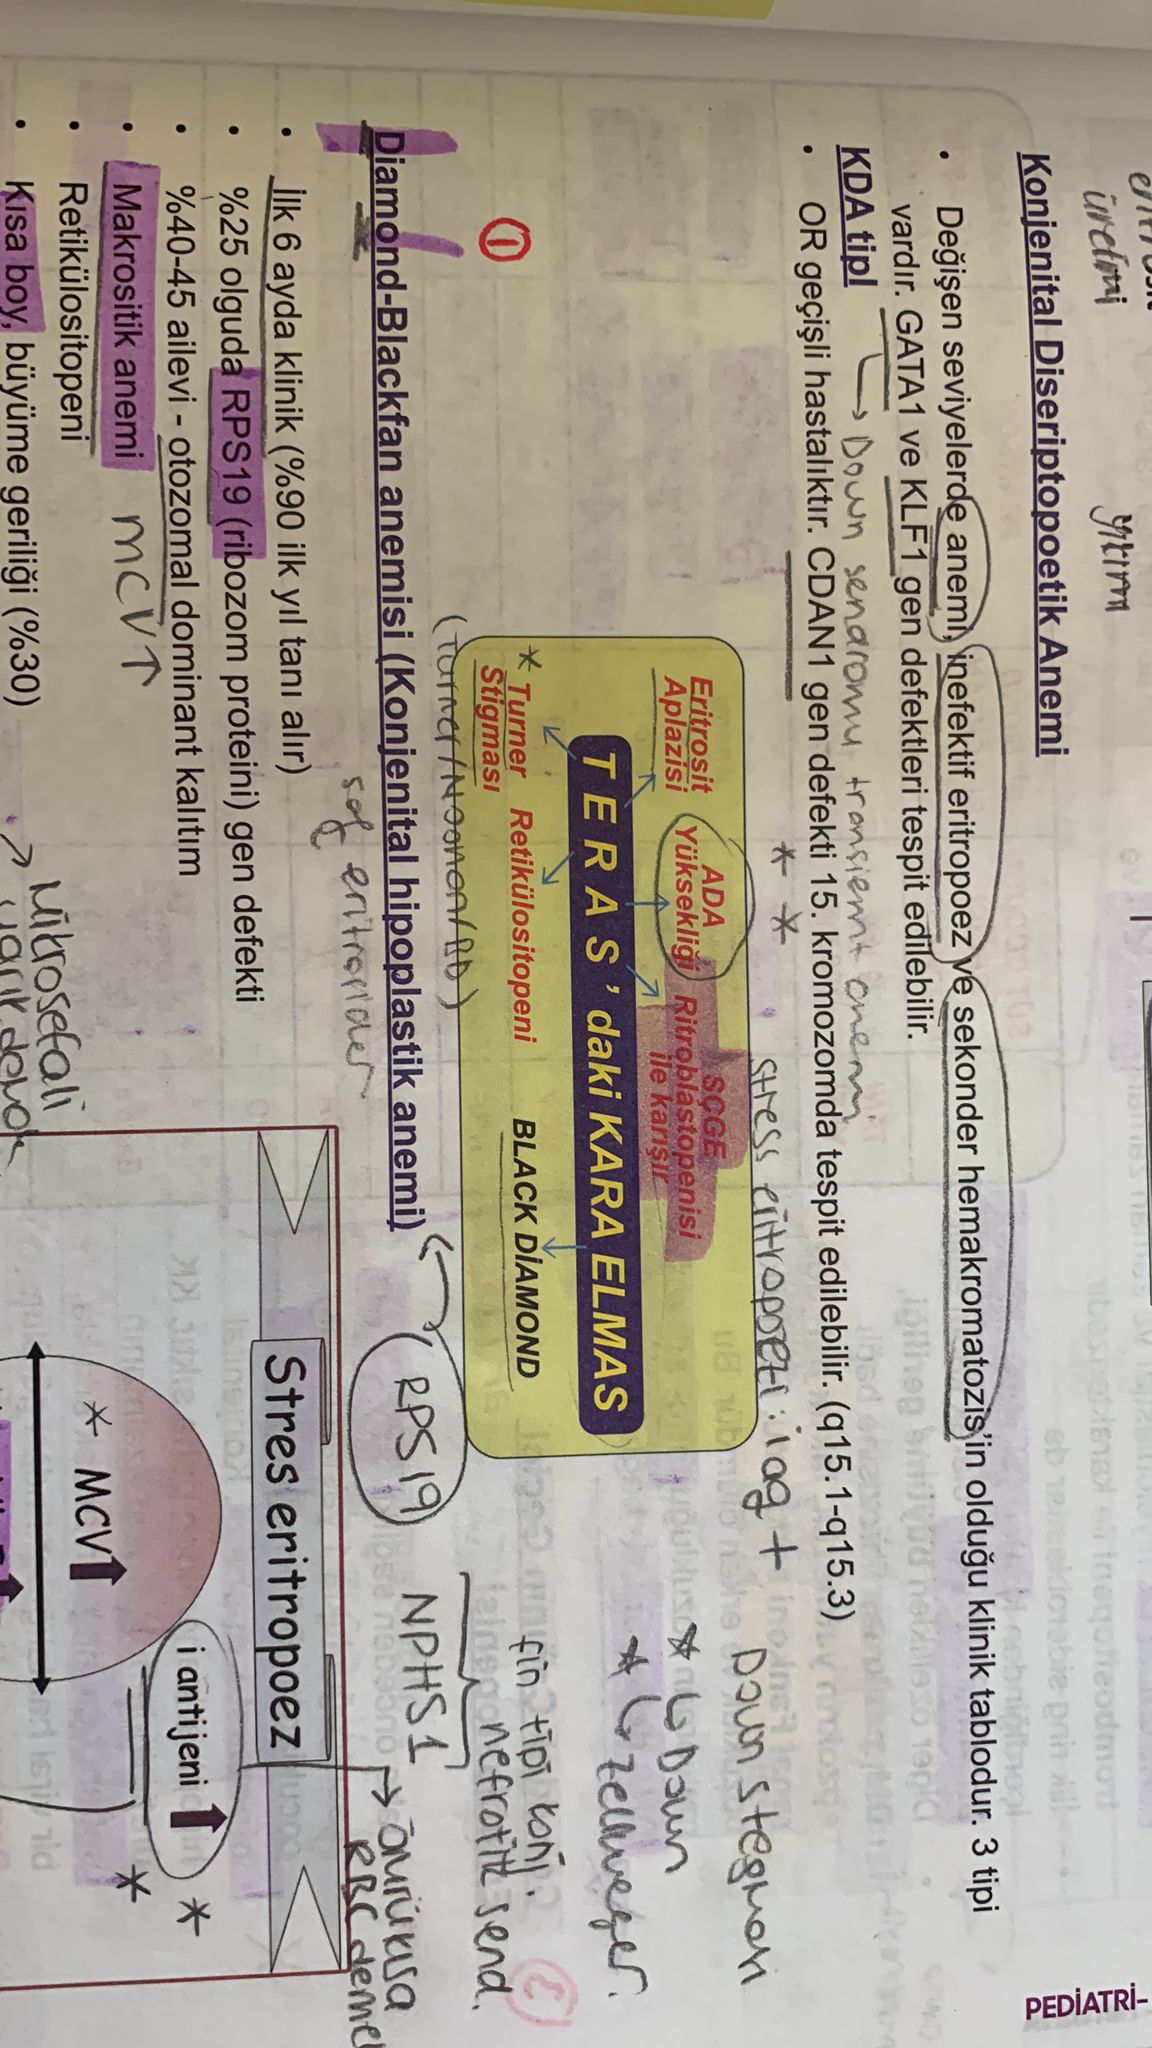 PEDİATRİ-
üretimi
yıkım
Konjenital Diseriptopoetik Anemi
• Değişen seviyelerde anemi, inefektif eritropoez ve sekonder hemakromatozis'in olduğu klinik tablodur. 3 tipi
vardır. GATA1 ve KLF1 gen defektleri tespit edilebilir.
→ Down sendromu transient anemi
KDA tipI
• OR geçişli hastalıktır. CDAN1 gen defekti 15. kromozomda tespit edilebilir. (q15.1-q15.3)
* *
stress eritropoezi : i ag +
Down stegmosi
* ↳ Down
* ↳ zellweger.
Eritrosit
Aplazisi
ADA
Yüksekliği
SÇGE
Ritroblastopenisi
ile karışır
TERAS'daki KARA ELMAS
* Turner
Stigması
Retikülositopeni
BLACK DİAMOND
①
(Turner/Noonan/AD)
Diamond-Blackfan anemisi (Konjenital hipoplastik anemi)
RPS19
NPHS1
fin tipi konj.
nefrotik send.
saf eritroider
• İlk 6 ayda klinik (%90 ilk yıl tanı alır)
• %25 olguda RPS19 (ribozom proteini) gen defekti
• %40-45 ailevi - otozomal dominant kalıtım
• Makrositik anemi
mCV↑
• Retikülositopeni
• Kısa boy, büyüme geriliği (%30)
→ Mikrosefali
yarık damak
Stres eritropoez
→ ömrü kısa
RBC deme
* MCV↑
i antijeni ↑
* *